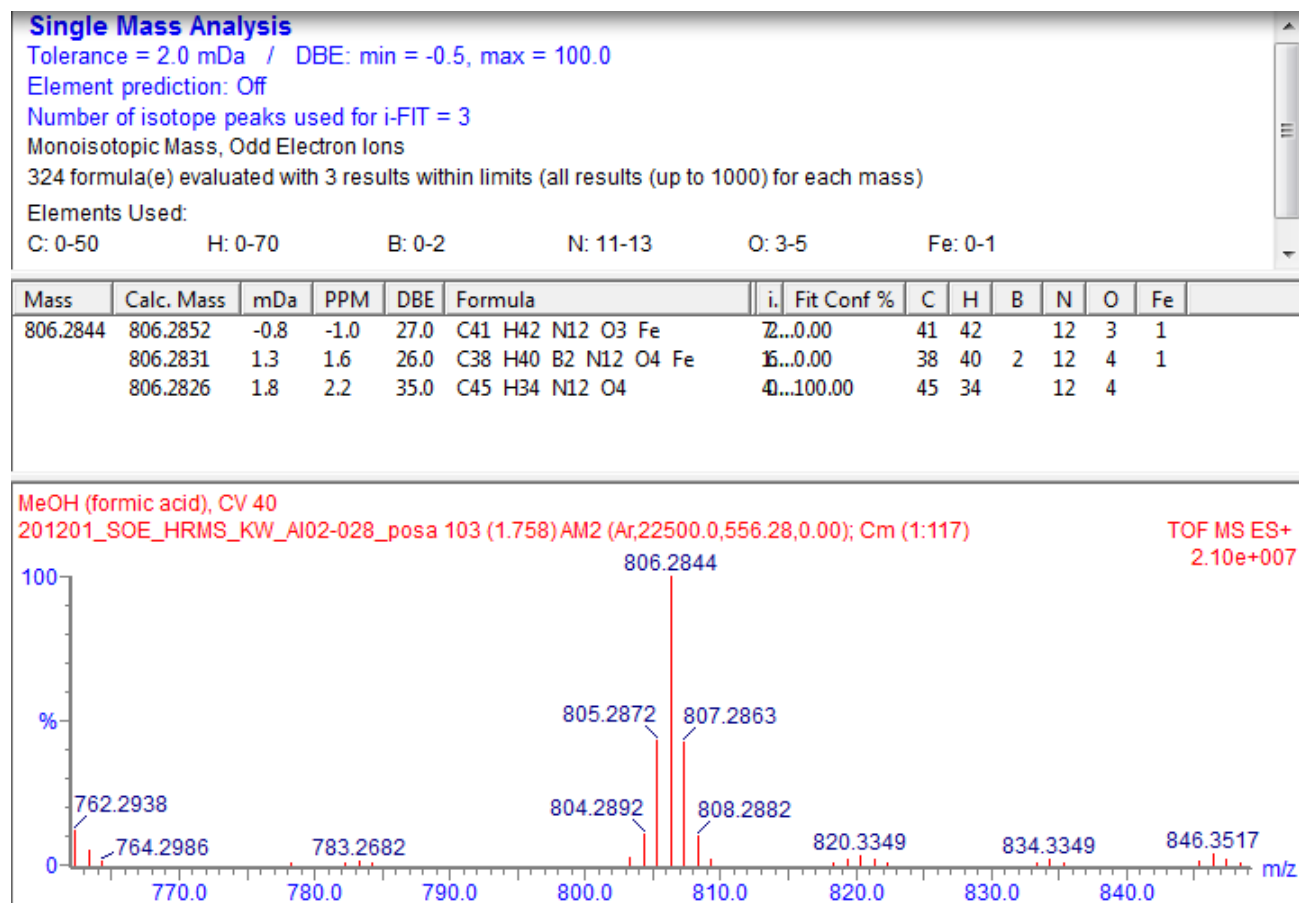 Single Mass Analysis
Tolerance = 2.0 mDa / DBE: min = -0.5, max = 100.0
Element prediction: Off
Number of isotope peaks used for i-FIT = 3
Monoisotopic Mass, Odd Electron Ions
324 formula(e) evaluated with 3 results within limits (all results (up to 1000) for each mass)
Elements Used:
C: 0-50 H: 0-70 B: 0-2 N: 11-13 O: 3-5 Fe: 0-1
Mass Calc. Mass mDa PPM DBE Formula i. Fit Conf % C H B N O Fe
806.2844 806.2852 -0.8 -1.0 27.0 C41 H42 N12 O3 Fe 0.00 41 42 12 3 1
806.2831 1.3 1.6 26.0 C38 H40 B2 N12 O4 Fe 0.00 38 40 2 12 4 1
806.2826 1.8 2.2 35.0 C45 H34 N12 O4 100.00 45 34 12 4
MeOH (formic acid), CV 40
201201_SOE_HRMS_KW_AI02-028_posa 103 (1.758) AM2 (Ar,22500.0,556.28,0.00); Cm (1:117)
TOF MS ES+
2.10e+007
806.2844
100
805.2872 807.2863
%
762.2938 804.2892 808.2882
764.2986 783.2682 820.3349 834.3349 846.3517
0
770.0 780.0 790.0 800.0 810.0 820.0 830.0 840.0
m/z